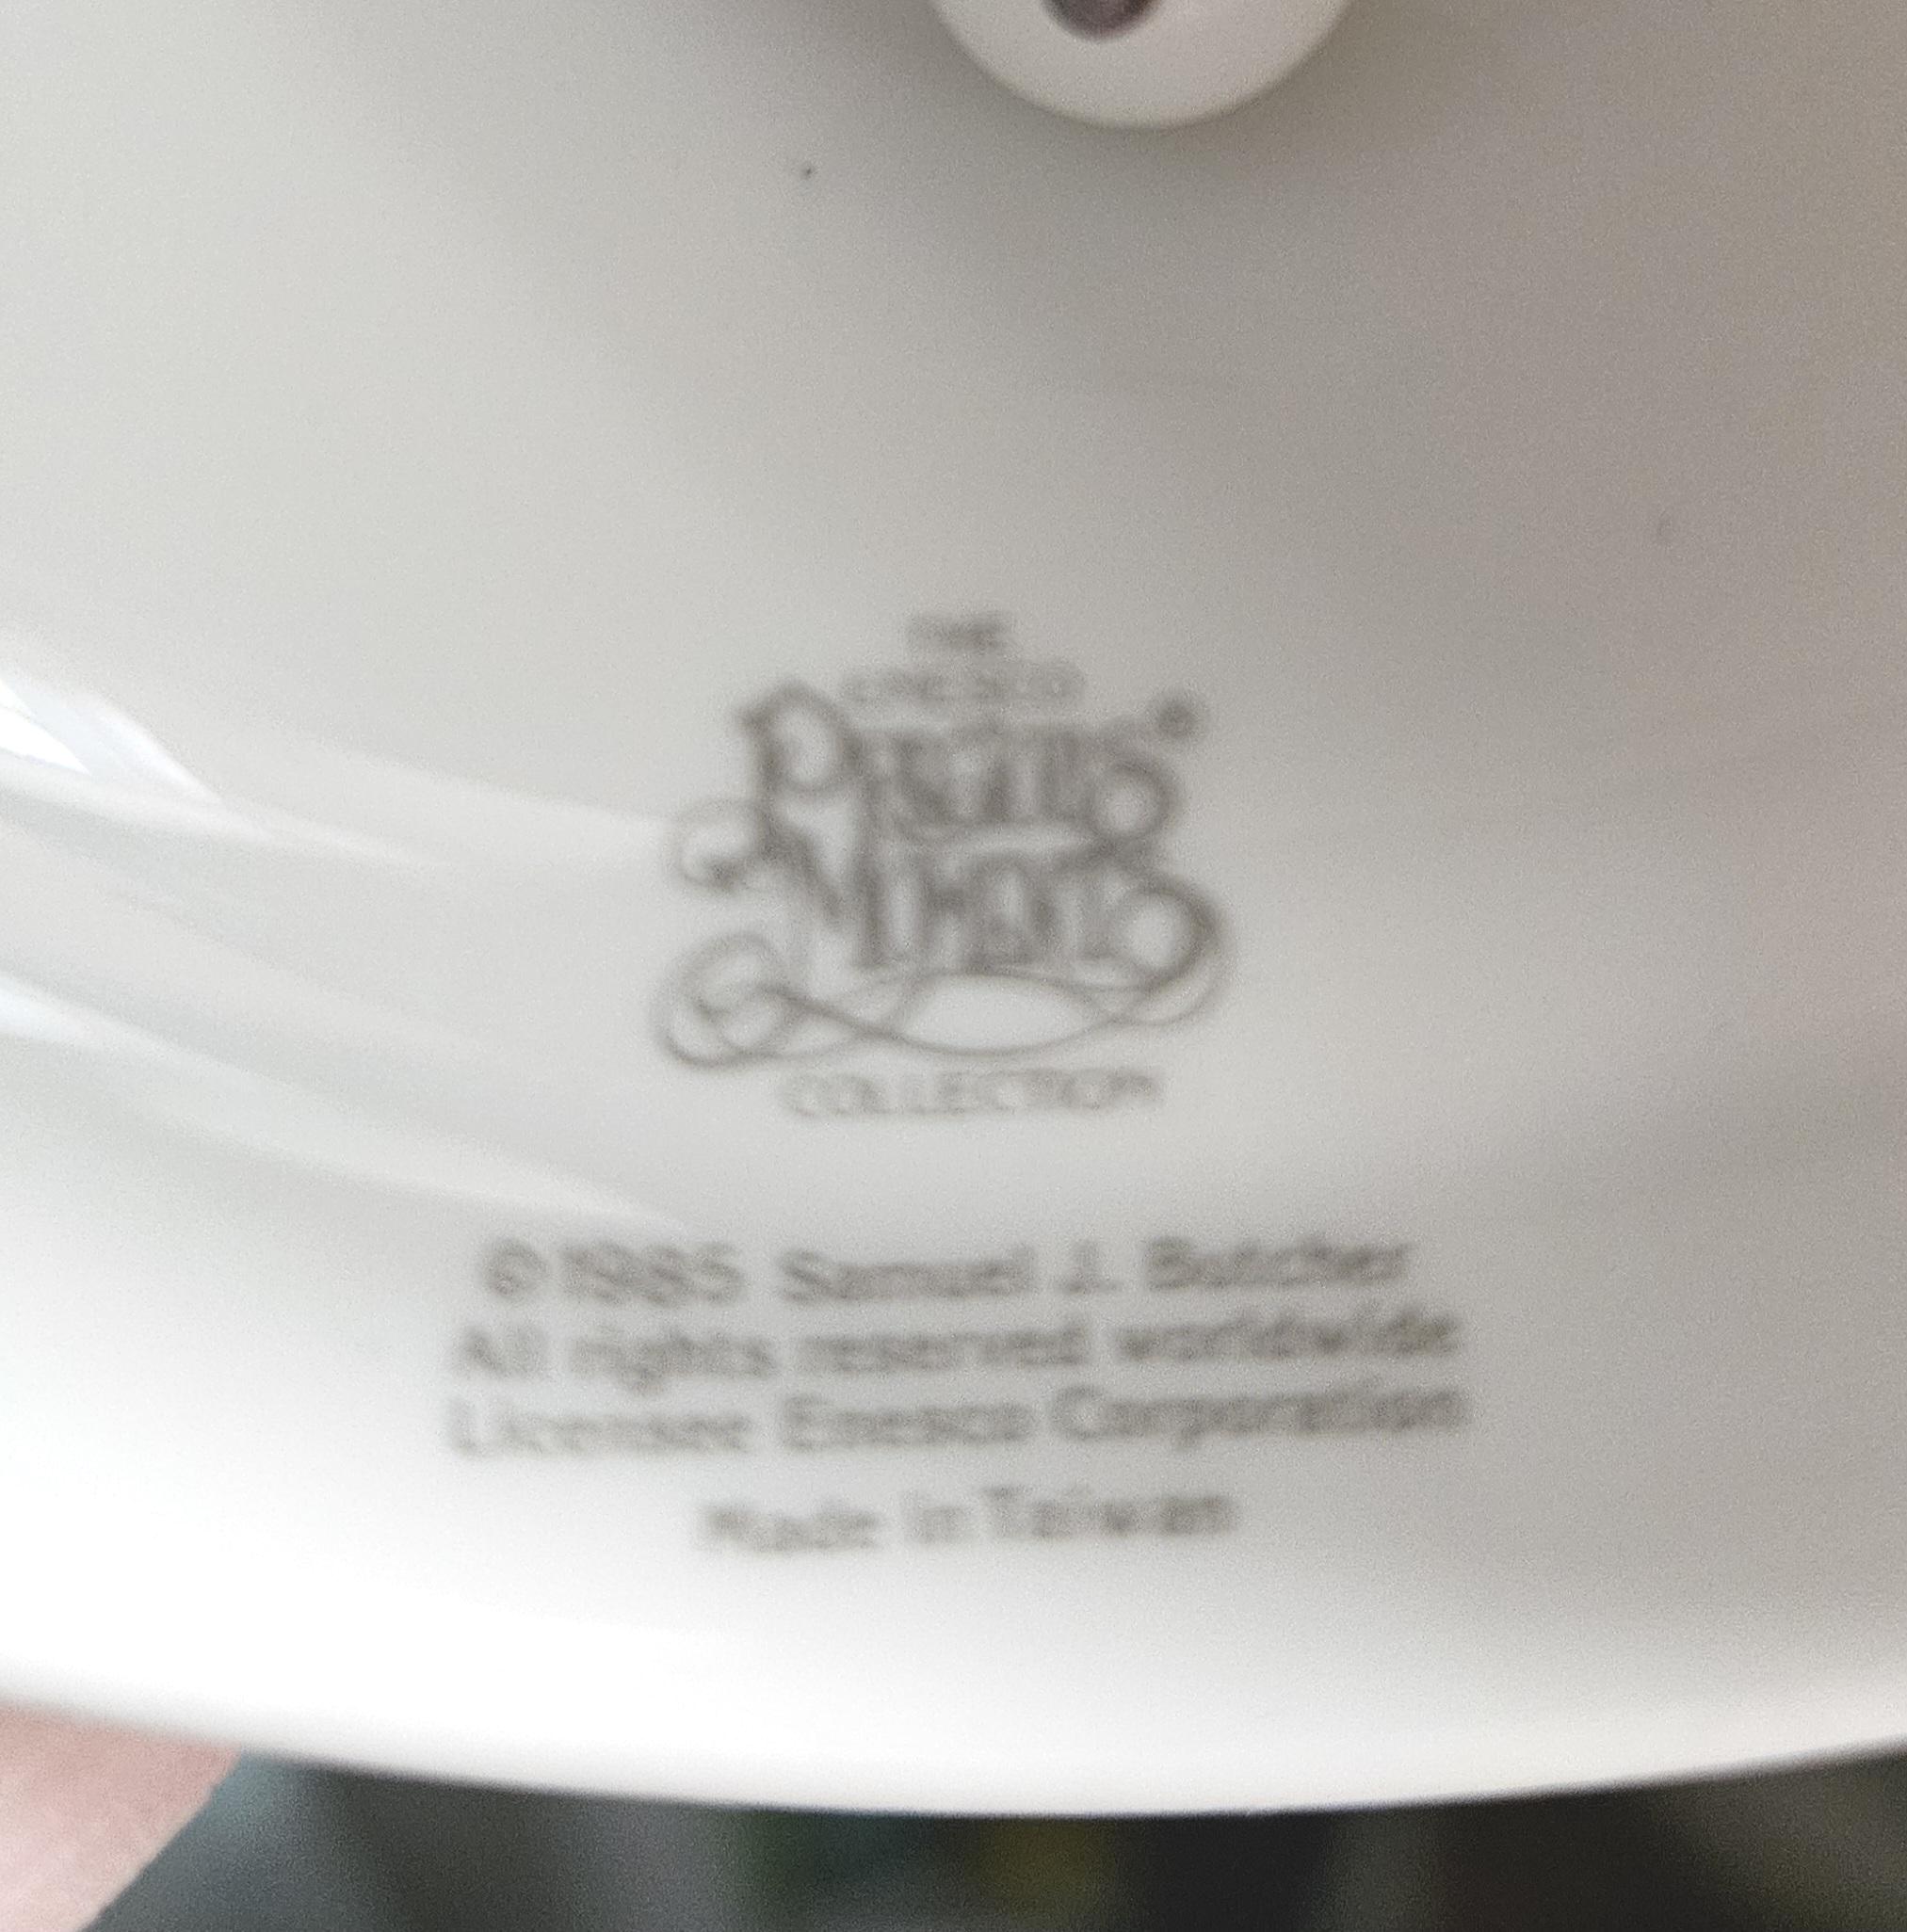 THE
ENESCO
PRECIOUS ®
MOMENTS
COLLECTION
©1985 Samuel J. Butcher
All rights reserved worldwide
Licensee Enesco Corporation
Made in Taiwan